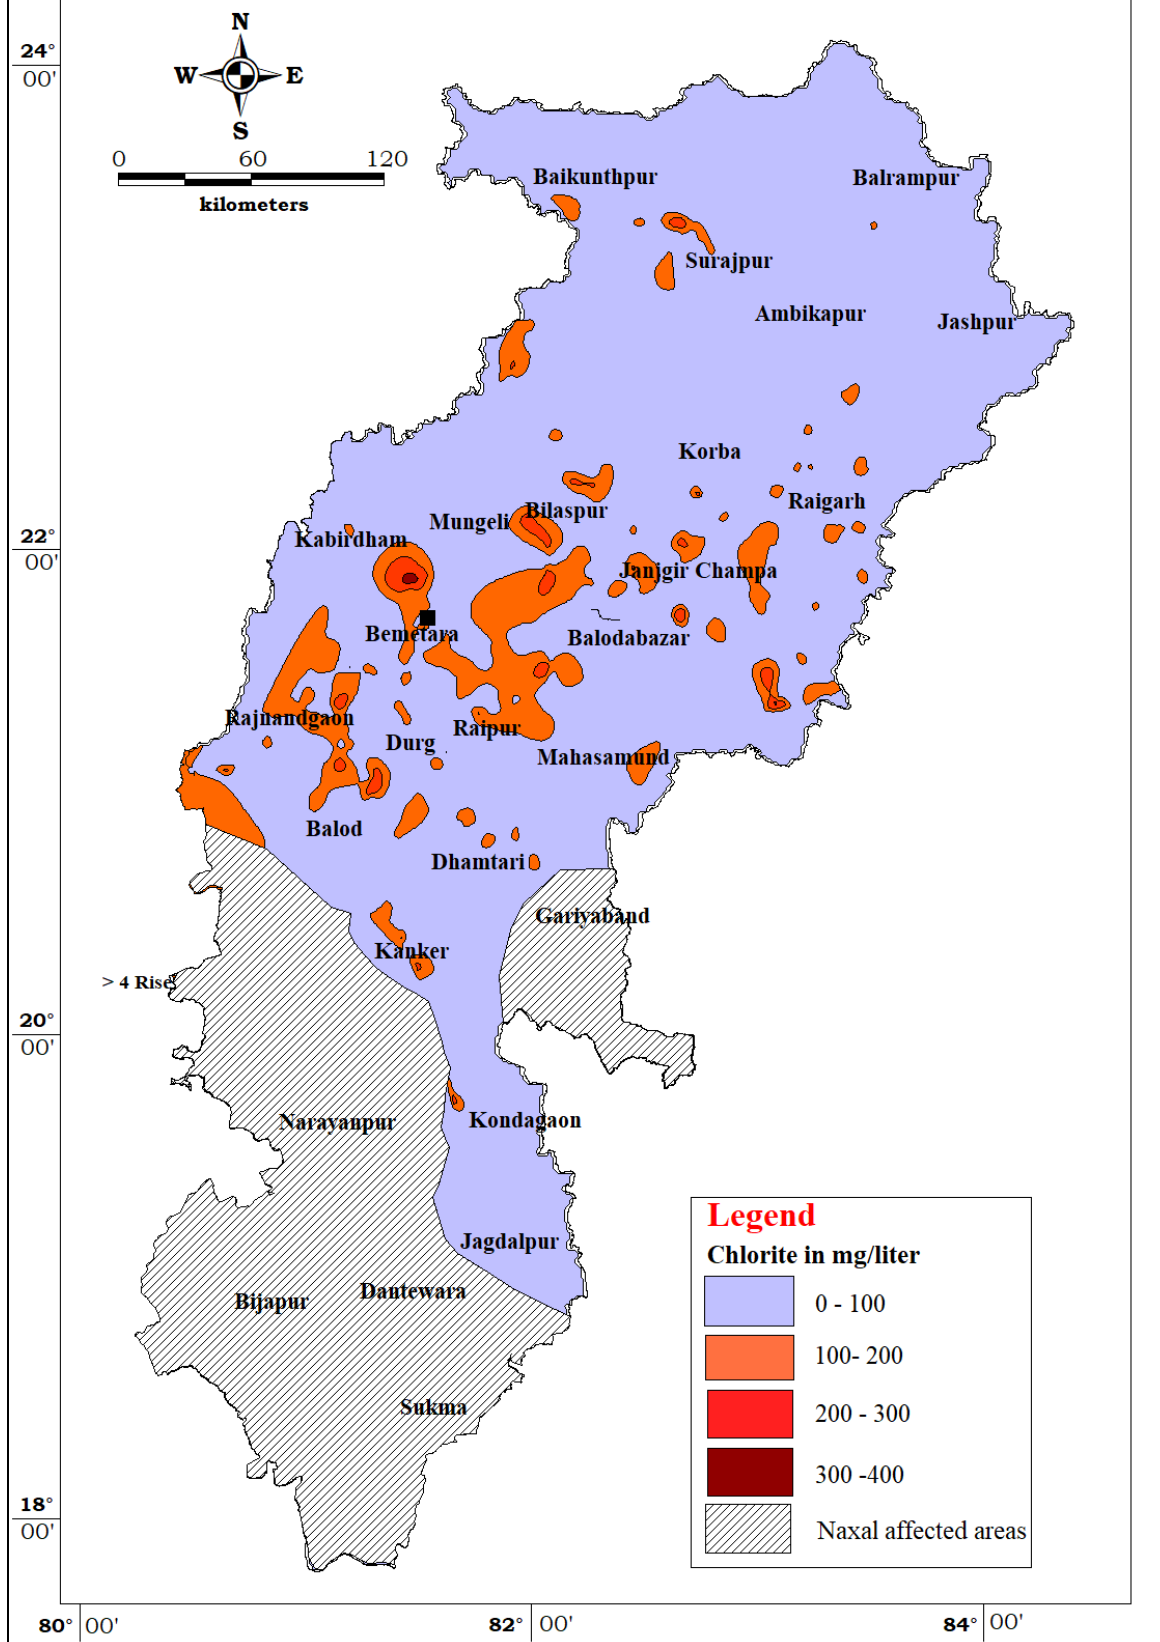 N
W E
S
0 60 120
kilometers
24°
00'
22°
00'
20°
00'
18°
00'
80° 00'
82° 00'
84° 00'
Baikunthpur
Balrampur
Surajpur
Ambikapur
Jashpur
Korba
Raigarh
Bilaspur
Mungeli
Kabirdham
Janjgir Champa
Bemetara
Balodabazar
Rajnandgaon
Raipur
Durg
Mahasamund
Balod
Dhamtari
Gariyaband
Kanker
> 4 Rise
Narayanpur
Kondagaon
Jagdalpur
Dantewara
Bijapur
Sukma
Legend
Chlorite in mg/liter
0 - 100
100- 200
200 - 300
300 -400
Naxal affected areas